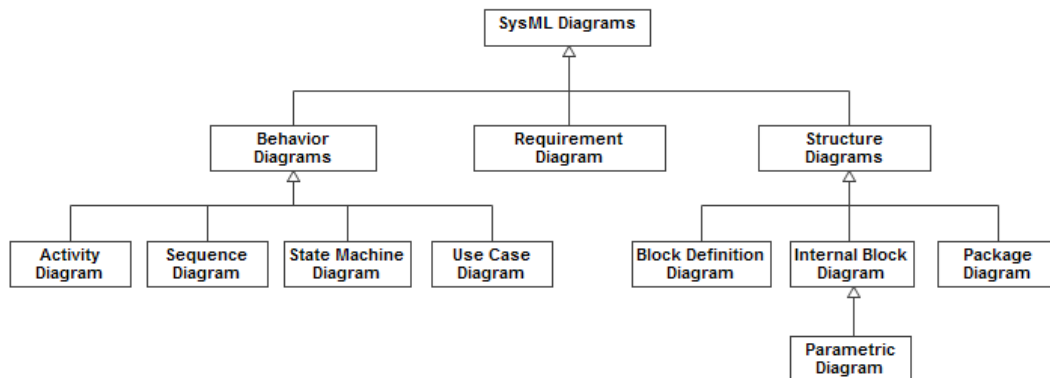 SysML Diagrams
Behavior
Diagrams
Requirement
Diagram
Structure
Diagrams
Activity
Diagram
Sequence
Diagram
State Machine
Diagram
Use Case
Diagram
Block Definition
Diagram
Internal Block
Diagram
Package
Diagram
Parametric
Diagram